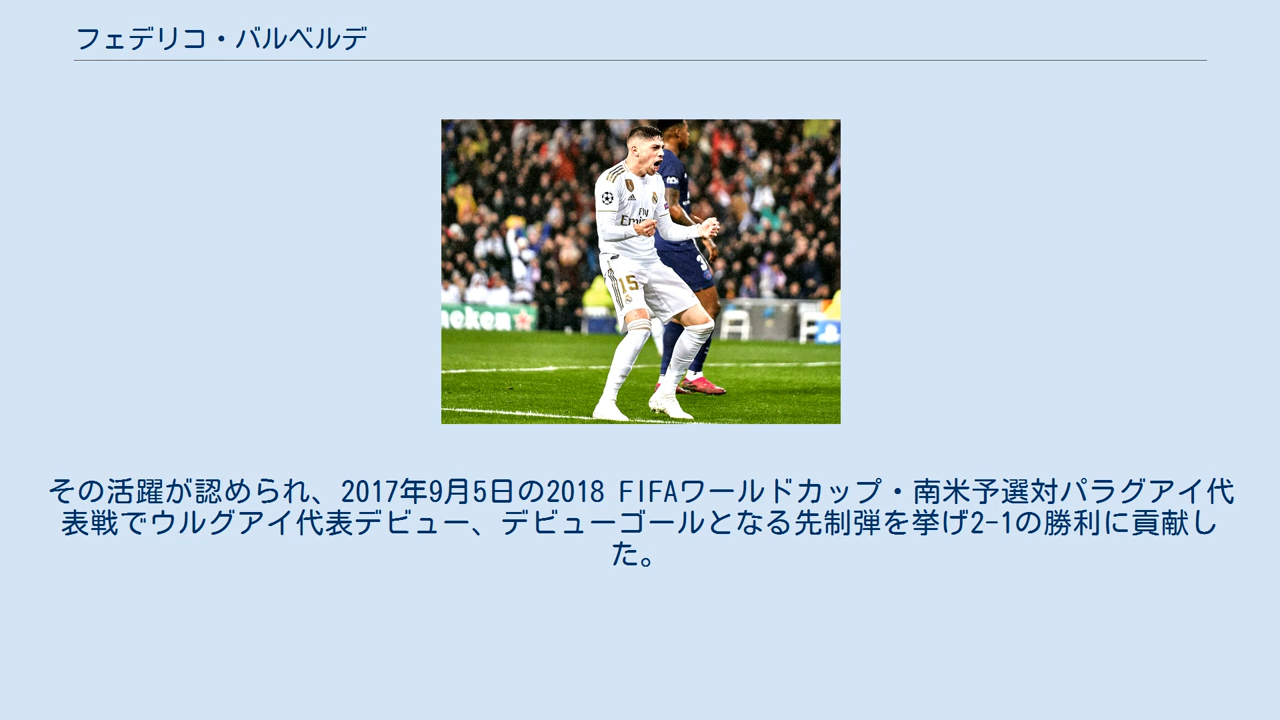 フェデリコ・バルベルデ
Fly
Emirates
15
3
neken
その活躍が認められ、2017年9月5日の2018 FIFAワールドカップ・南米予選対パラグアイ代
表戦でウルグアイ代表デビュー、デビューゴールとなる先制弾を挙げ2-1の勝利に貢献し
た。